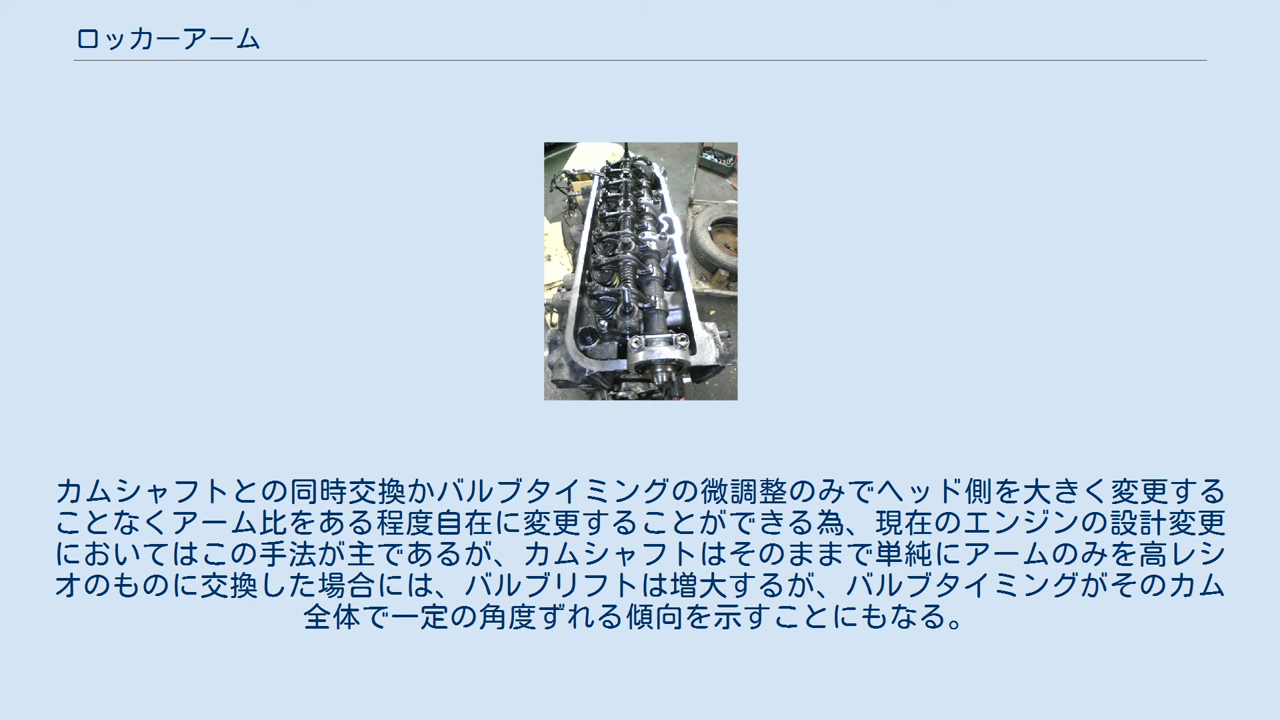 ロッカーアーム
カムシャフトとの同時交換かバルブタイミングの微調整のみでヘッド側を大きく変更する
ことなくアーム比をある程度自在に変更することができる為、現在のエンジンの設計変更
においてはこの手法が主であるが、カムシャフトはそのままで単純にアームのみを高レシ
オのものに交換した場合には、バルブリフトは増大するが、バルブタイミングがそのカム
全体で一定の角度ずれる傾向を示すことにもなる。